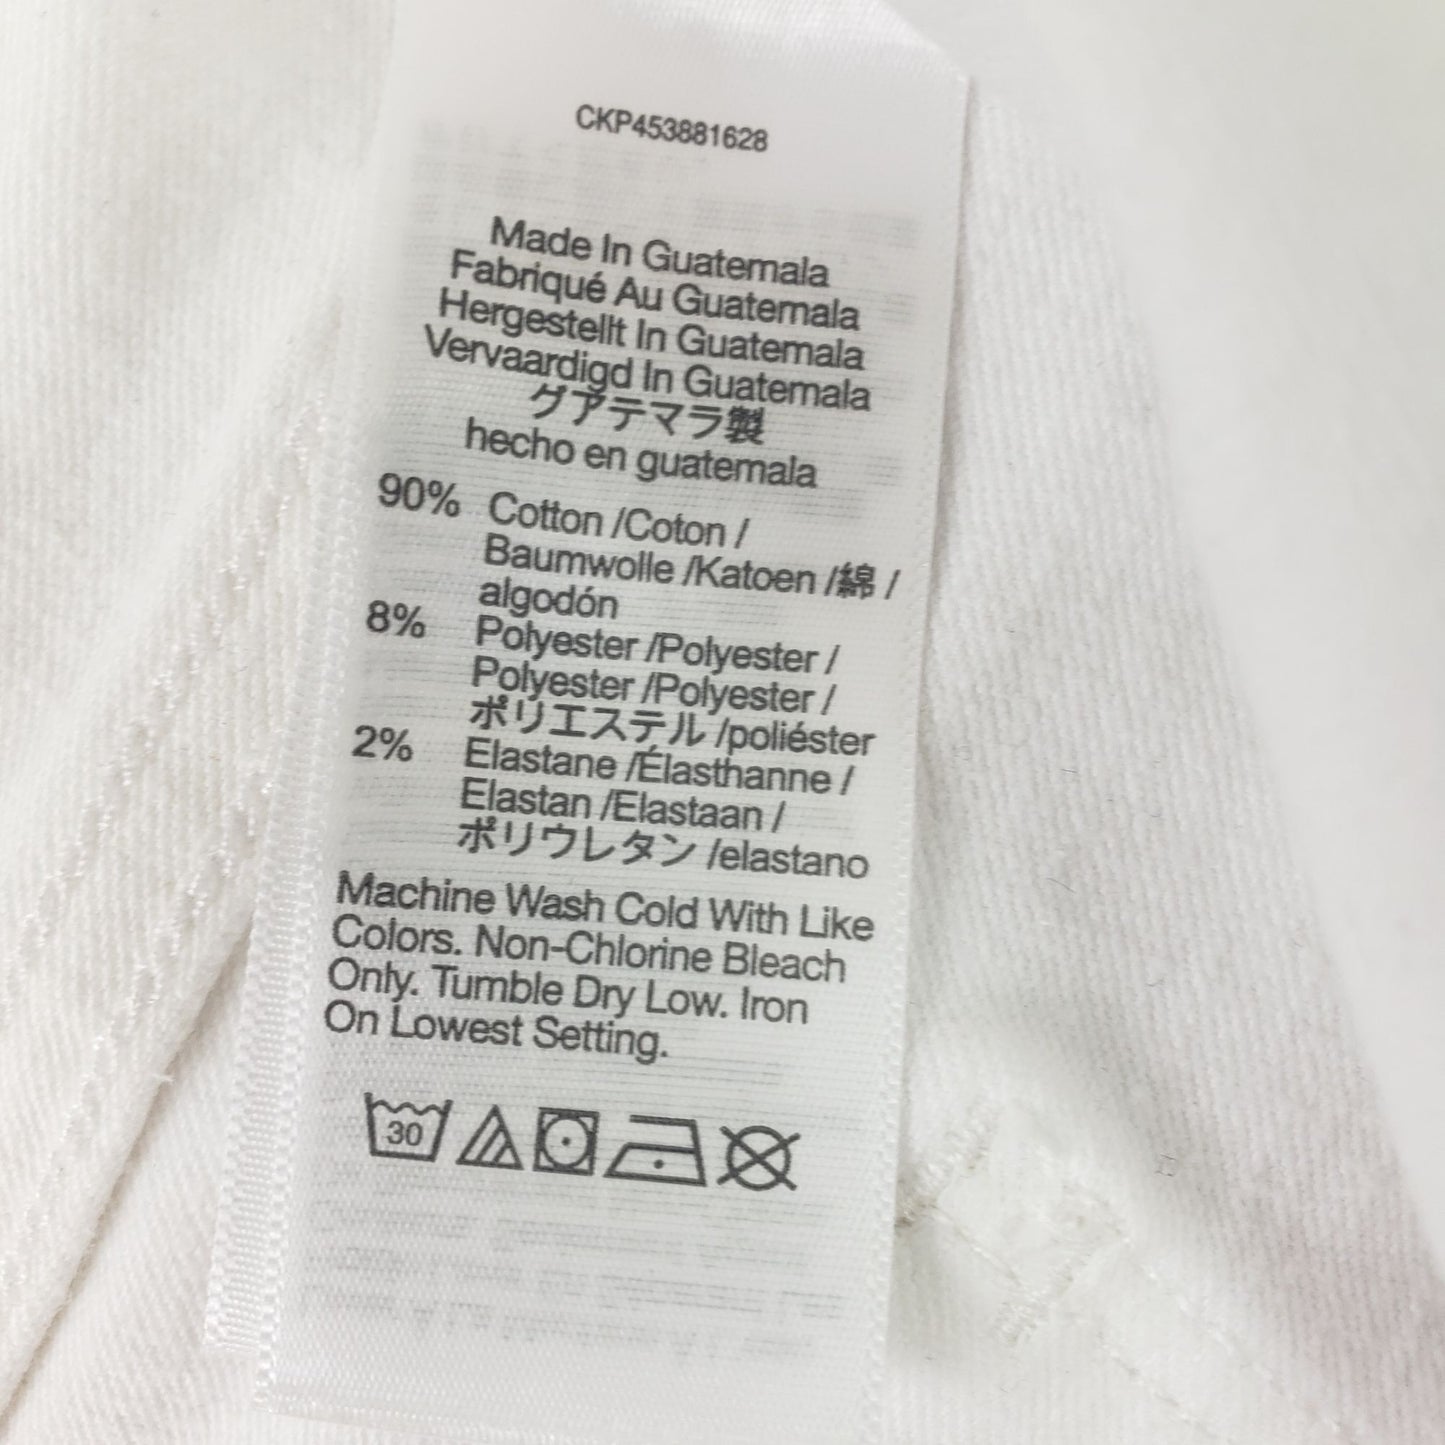 CKP453881628
Made In Guatemala
Fabriqué Au Guatemala
Hergestellt In Guatemala
Vervaardigd In Guatemala
グアテマラ製
hecho en guatemala
90% Cotton /Coton /
Baumwolle /Katoen /綿 /
algodón
8% Polyester /Polyester /
Polyester /Polyester /
ポリエステル /poliéster
2% Elastane /Élasthanne /
Elastan /Elastaan /
ポリウレタン /elastano
Machine Wash Cold With Like
Colors. Non-Chlorine Bleach
Only. Tumble Dry Low. Iron
On Lowest Setting.
30